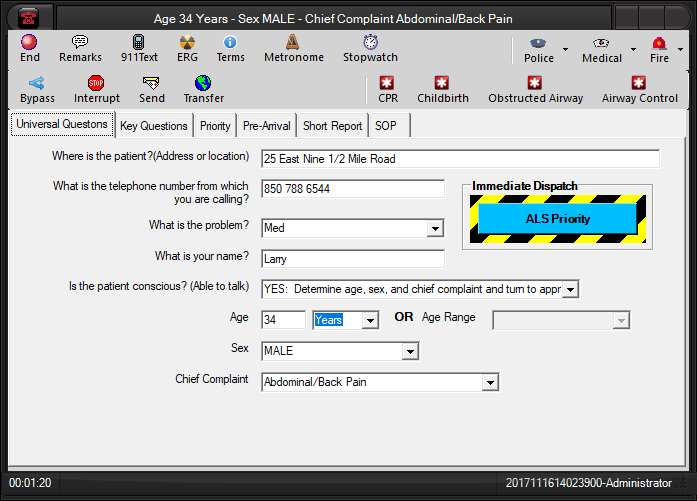 Age 34 Years - Sex MALE - Chief Complaint Abdominal/Back Pain
End Remarks 911Text ERG Terms Metronome Stopwatch Police Medical Fire
STOP
Bypass Interrupt Send Transfer CPR Childbirth Obstructed Airway Airway Control
Universal Questons Key Questions Priority Pre-Arrival Short Report SOP
Where is the patient?(Address or location) 25 East Nine 1/2 Mile Road
What is the telephone number from which
you are calling?
850 788 6544
Immediate Dispatch
ALS Priority
What is the problem? Med
What is your name? Larry
Is the patient conscious? (Able to talk) YES: Determine age, sex, and chief complaint and turn to appr
Age 34 Years OR Age Range
Sex MALE
Chief Complaint Abdominal/Back Pain
00:01:20 2017111614023900-Administrator